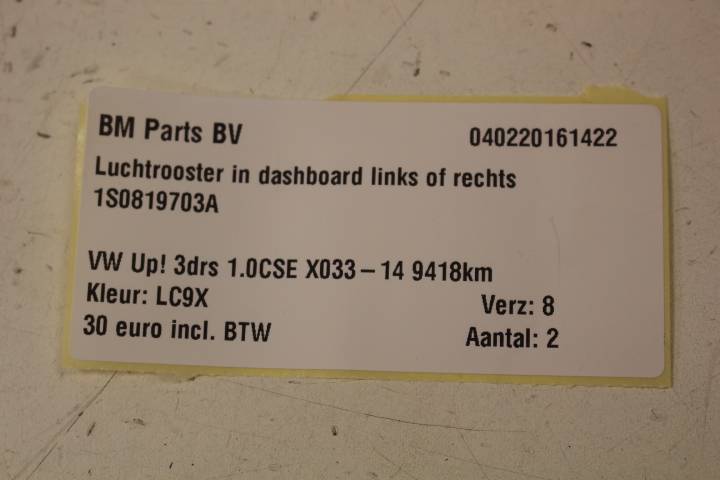 BM Parts BV 040220161422
Luchtrooster in dashboard links of rechts
1S0819703A
VW Up! 3drs 1.0CSE X033-14 9418km
Kleur: LC9X Verz: 8
30 euro incl. BTW Aantal: 2